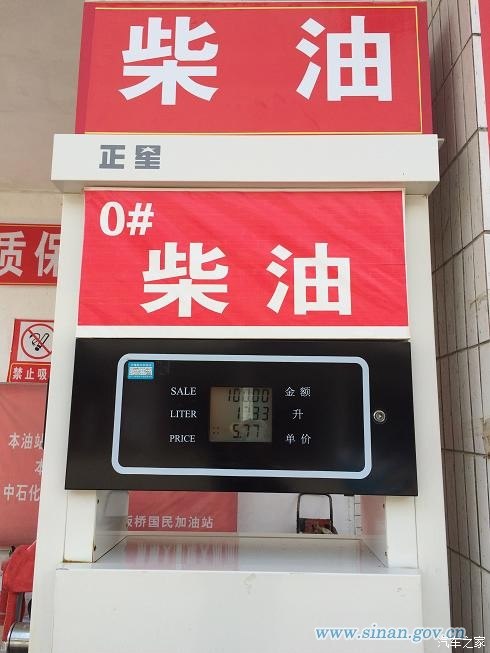 柴 油
正星
0#
柴 油
质保
禁止吸
SALE 100.00 金额
LITER 17.33 升
PRICE 5.77 单价
本油站
本
中石化
板桥国民加油站
www.sinan.gov.cn
汽车之家